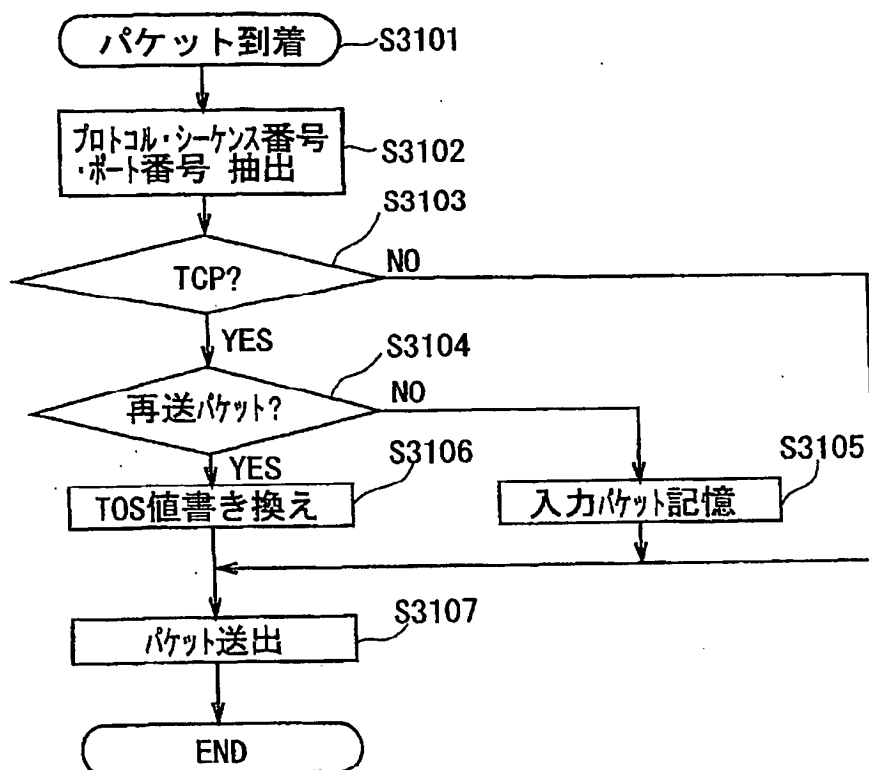 パケット到着
S3101
プロトコル・シーケンス番号
・ポート番号 抽出
S3102
S3103
TCP?
NO
YES
S3104
再送パケット?
NO
YES
S3106
S3105
TOS値書き換え
入力パケット記憶
S3107
パケット送出
END